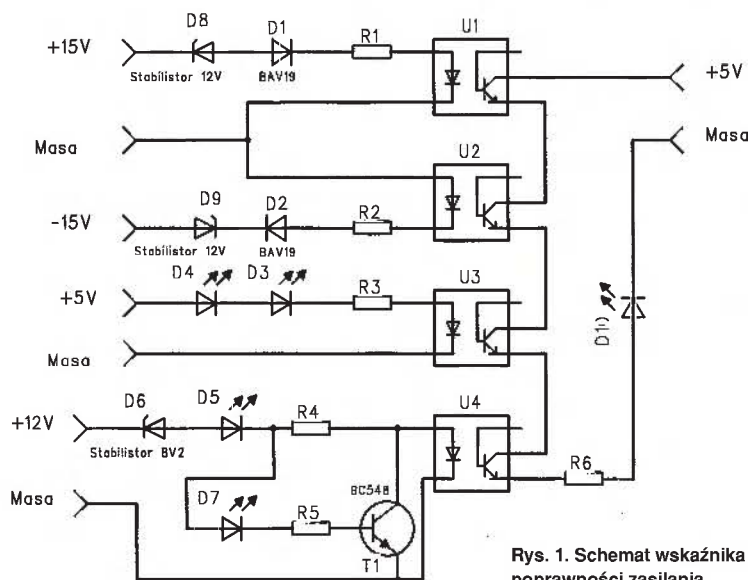 D8 D1 R1 U1
+15V
Stabilistor 12V BAV19
+5V
Masa
Masa
U2
D9 D2 R2
-15V
Stabilistor 12V BAV19
D4 D3 R3 U3
+5V
Masa
D6 D5 R4 U4
+12V
Stabilistor BV2
R6
Masa
D7 R5
BC548
T1
Rys. 1. Schemat wskaźnika
poprawności zasilania